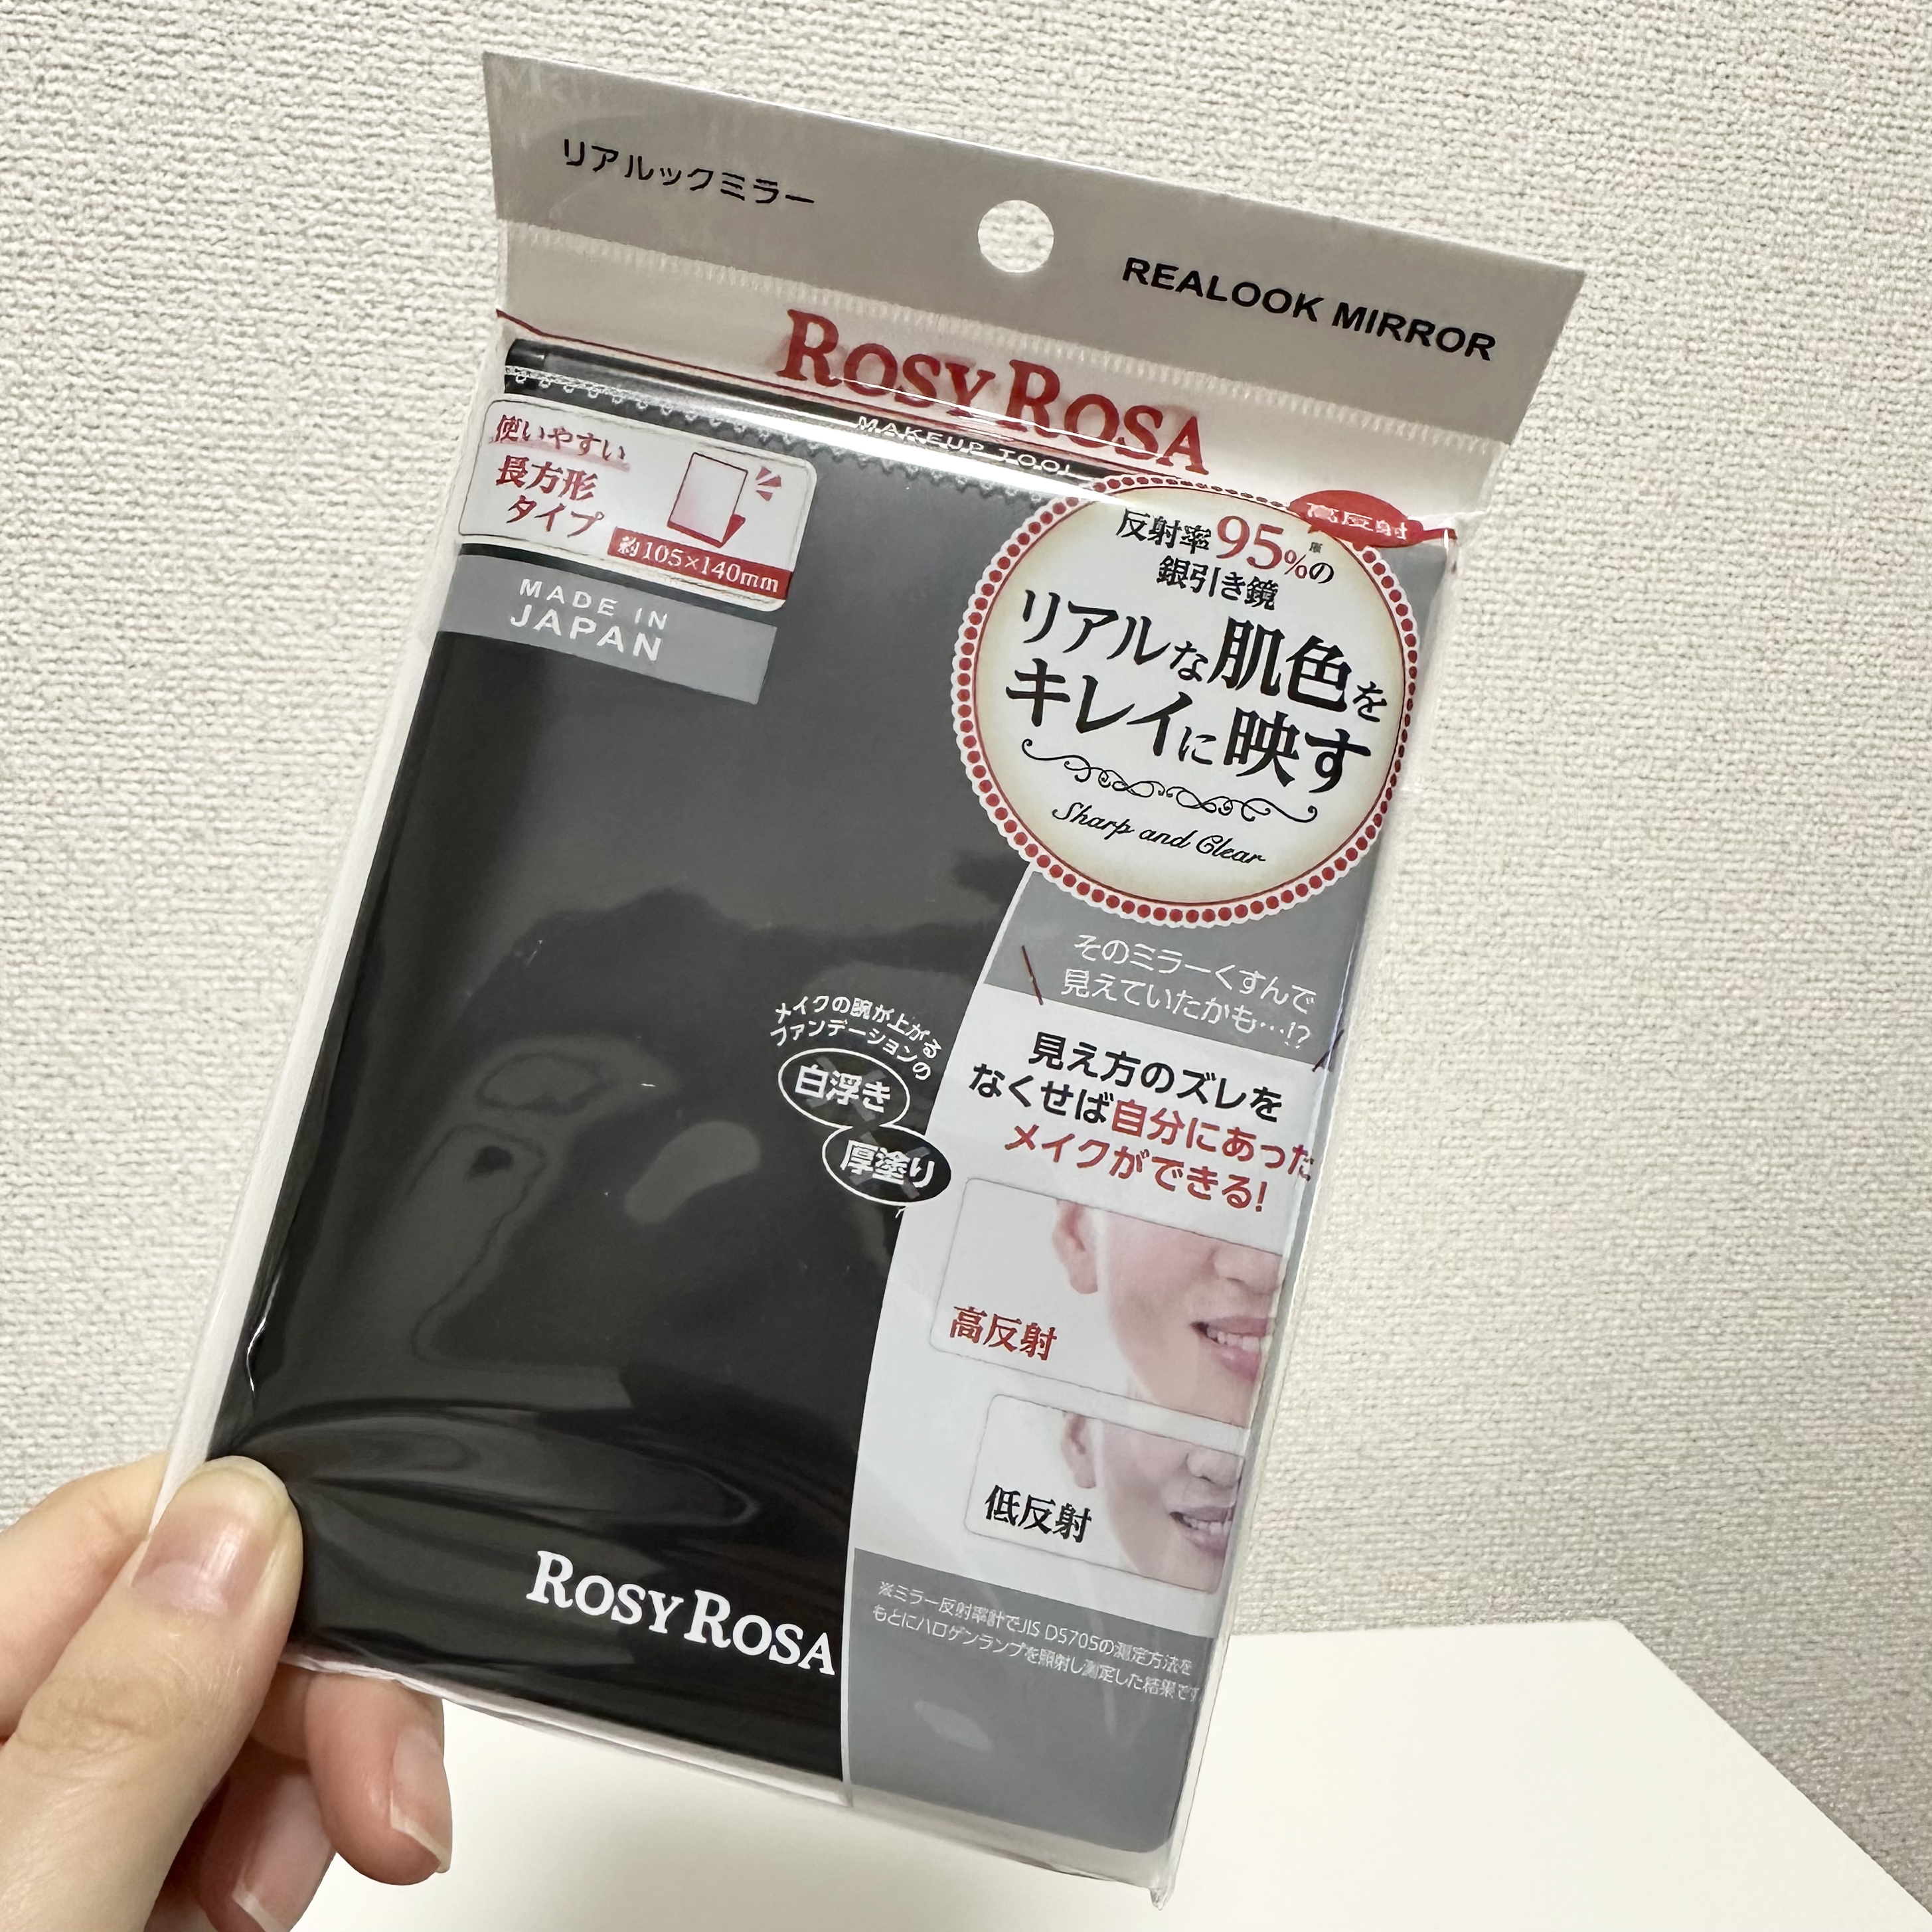 リアルックミラー
REALOOK MIRROR
ROSY ROSA
MAKEUP TOOL
使いやすい
長方形
タイプ
約105×140mm
MADE IN
JAPAN
高反射
反射率95%の
銀引き鏡
リアルな肌色を
キレイに映す
Sharp and Clear
そのミラーくすんで
見えていたかも…!?
メイクの腕が上がる
ファンデーションの
白浮き
厚塗り
見え方のズレを
なくせば自分にあった
メイクができる!
高反射
低反射
ROSY ROSA
※ミラー反射率計でJIS D5705の測定方法を
もとにハロゲンランプを照射し測定した結果です